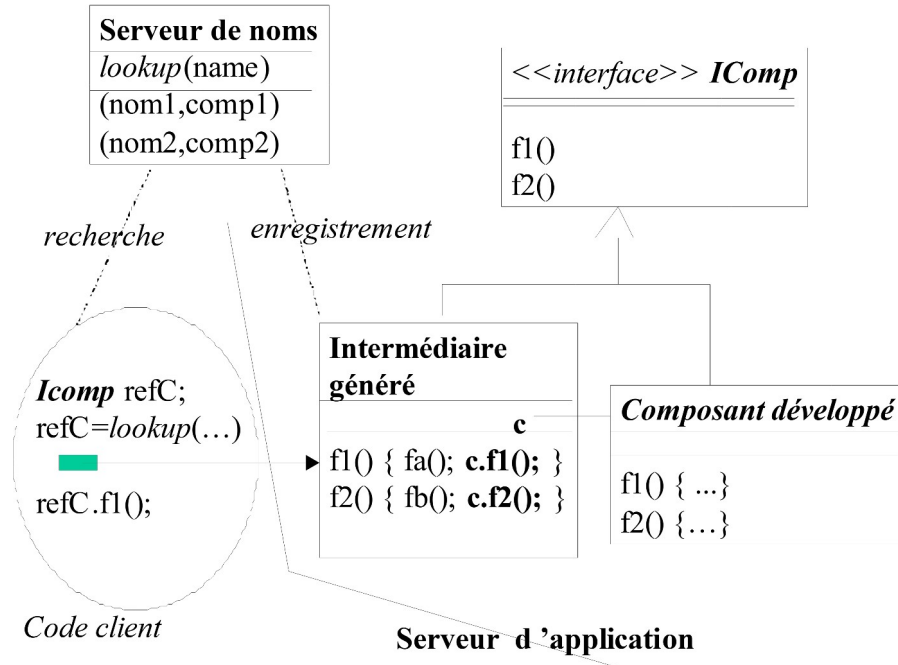 Serveur de noms
lookup(name)
(nom1,comp1)
(nom2,comp2)
<<interface>> IComp
f1()
f2()
recherche
enregistrement
Icomp refC;
refC=lookup(…)
refC.f1();
Code client
Intermédiaire
généré
c
f1() { fa(); c.f1(); }
f2() { fb(); c.f2(); }
Composant développé
f1() { ...}
f2() {…}
Serveur d ’application